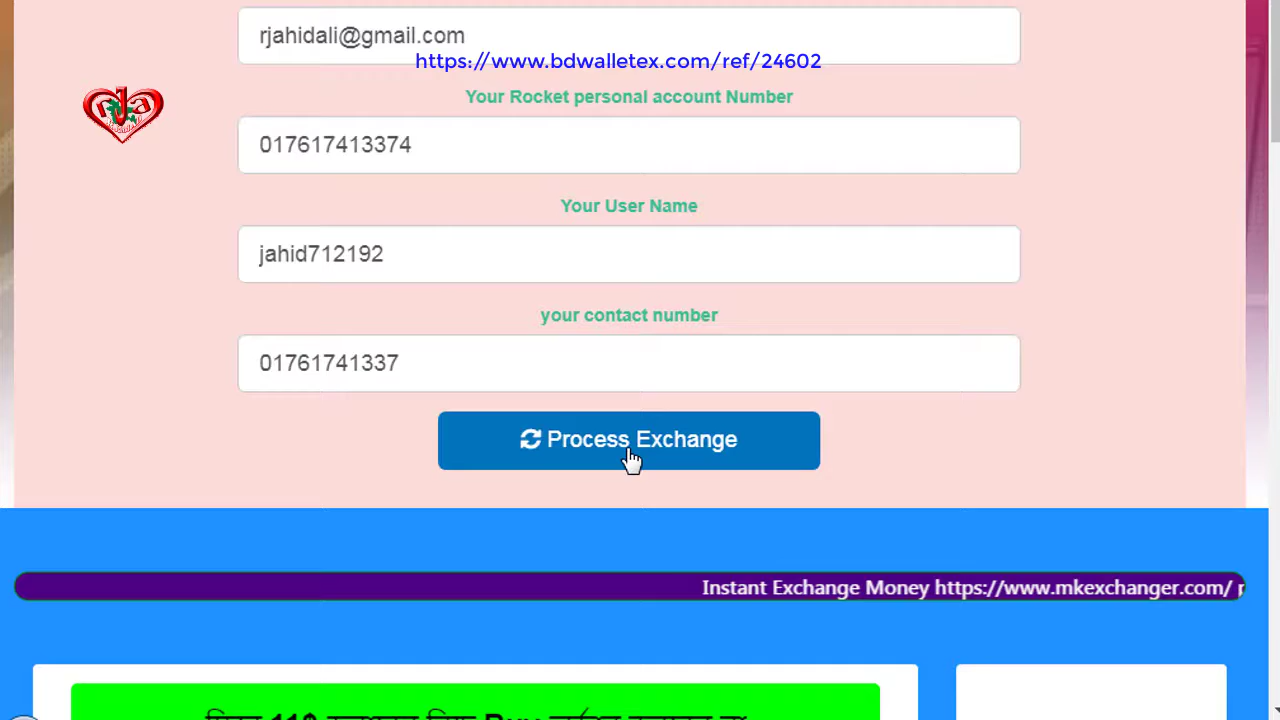 rjahidali@gmail.com
https://www.bdwalletex.com/ref/24602
rja
Your Rocket personal account Number
017617413374
Your User Name
jahid712192
your contact number
01761741337
Process Exchange
Instant Exchange Money https://www.mkexchanger.com/